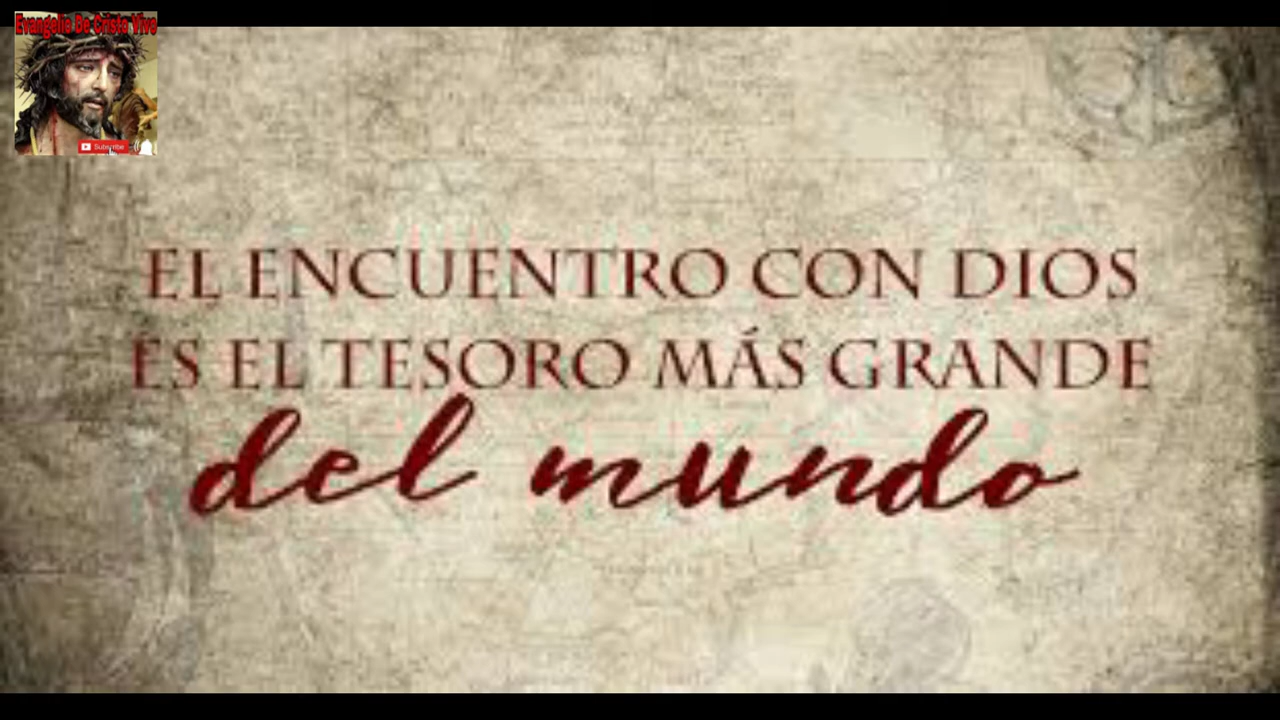 Evangelio De Cristo Vivo
Subscribe
EL ENCUENTRO CON DIOS
ES EL TESORO MÁS GRANDE
del mundo